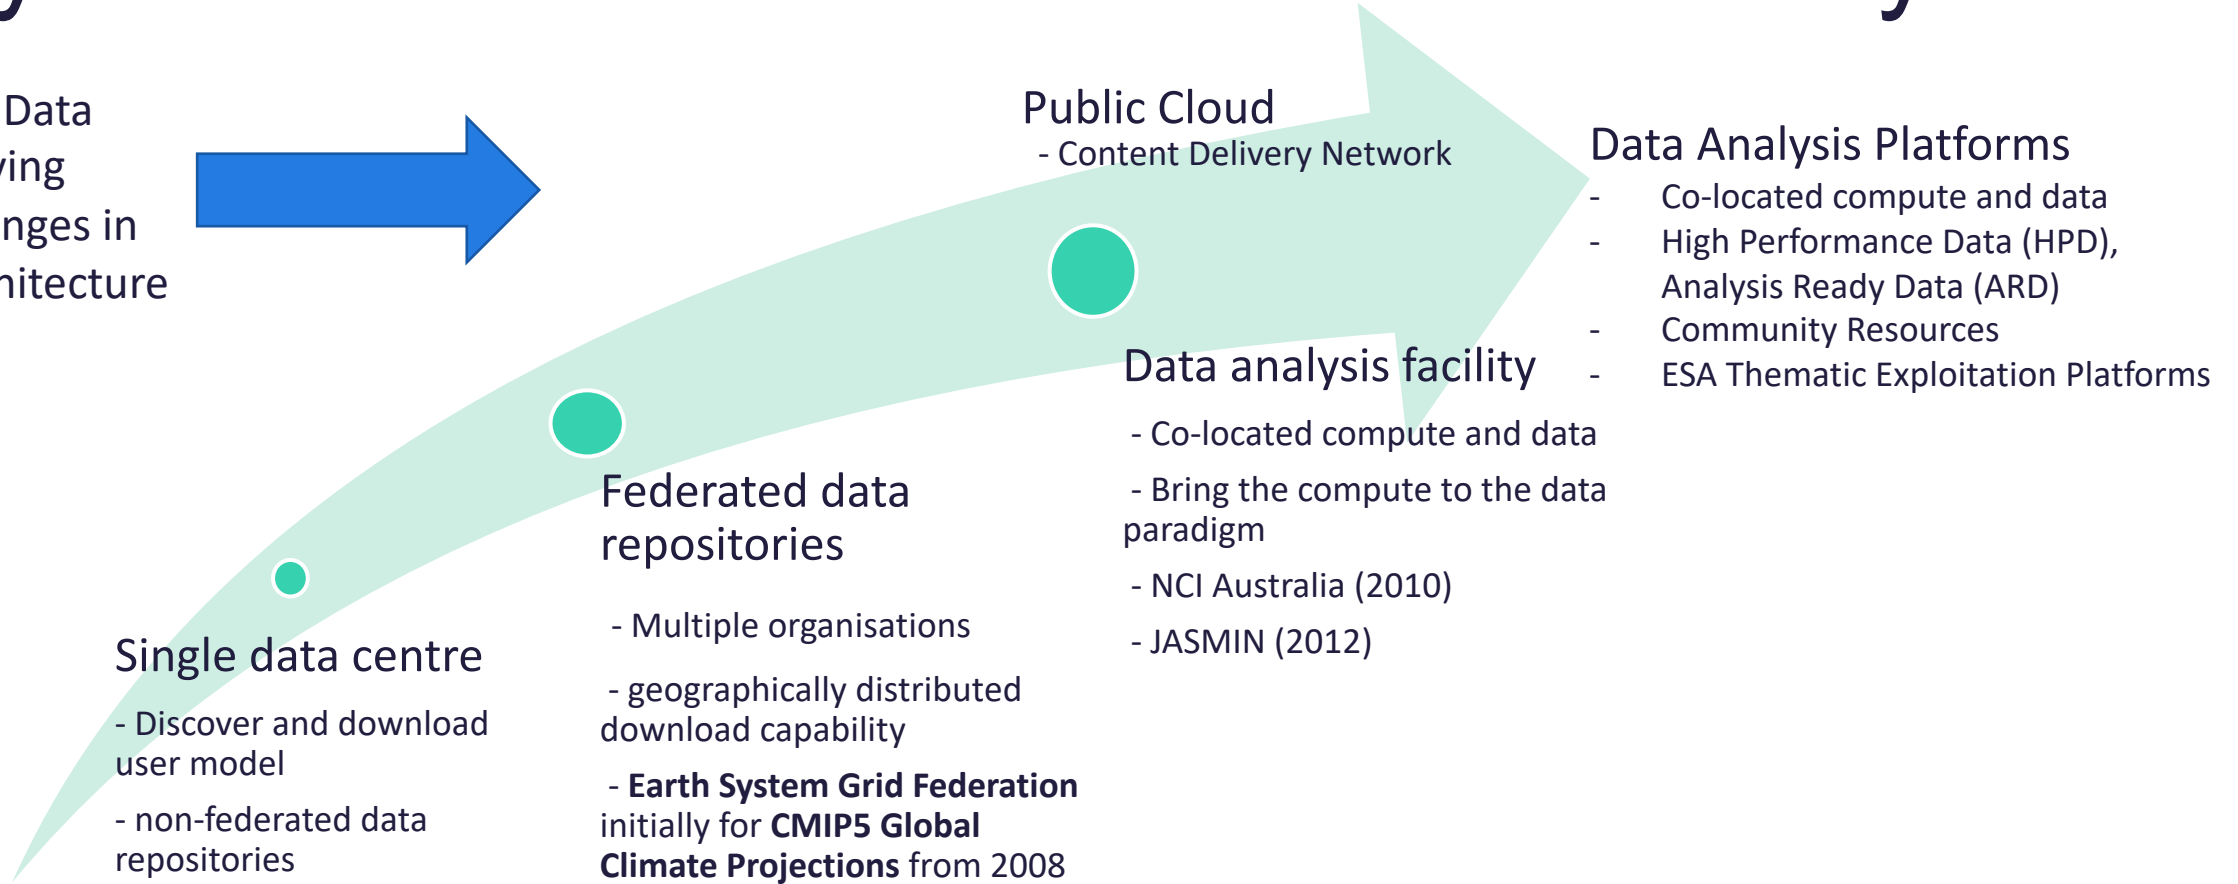 Data
nges in
Public Cloud
- Content Delivery Network
Data Analysis Platforms
- Co-located compute and data
- High Performance Data (HPD),
Analysis Ready Data (ARD)
- Community Resources
- ESA Thematic Exploitation Platforms
Data analysis facility
- Co-located compute and data
- Bring the compute to the data
paradigm
- NCI Australia (2010)
- JASMIN (2012)
Federated data
repositories
- Multiple organisations
- geographically distributed
download capability
- Earth System Grid Federation
initially for CMIP5 Global
Climate Projections from 2008
Single data centre
- Discover and download
user model
- non-federated data
repositories